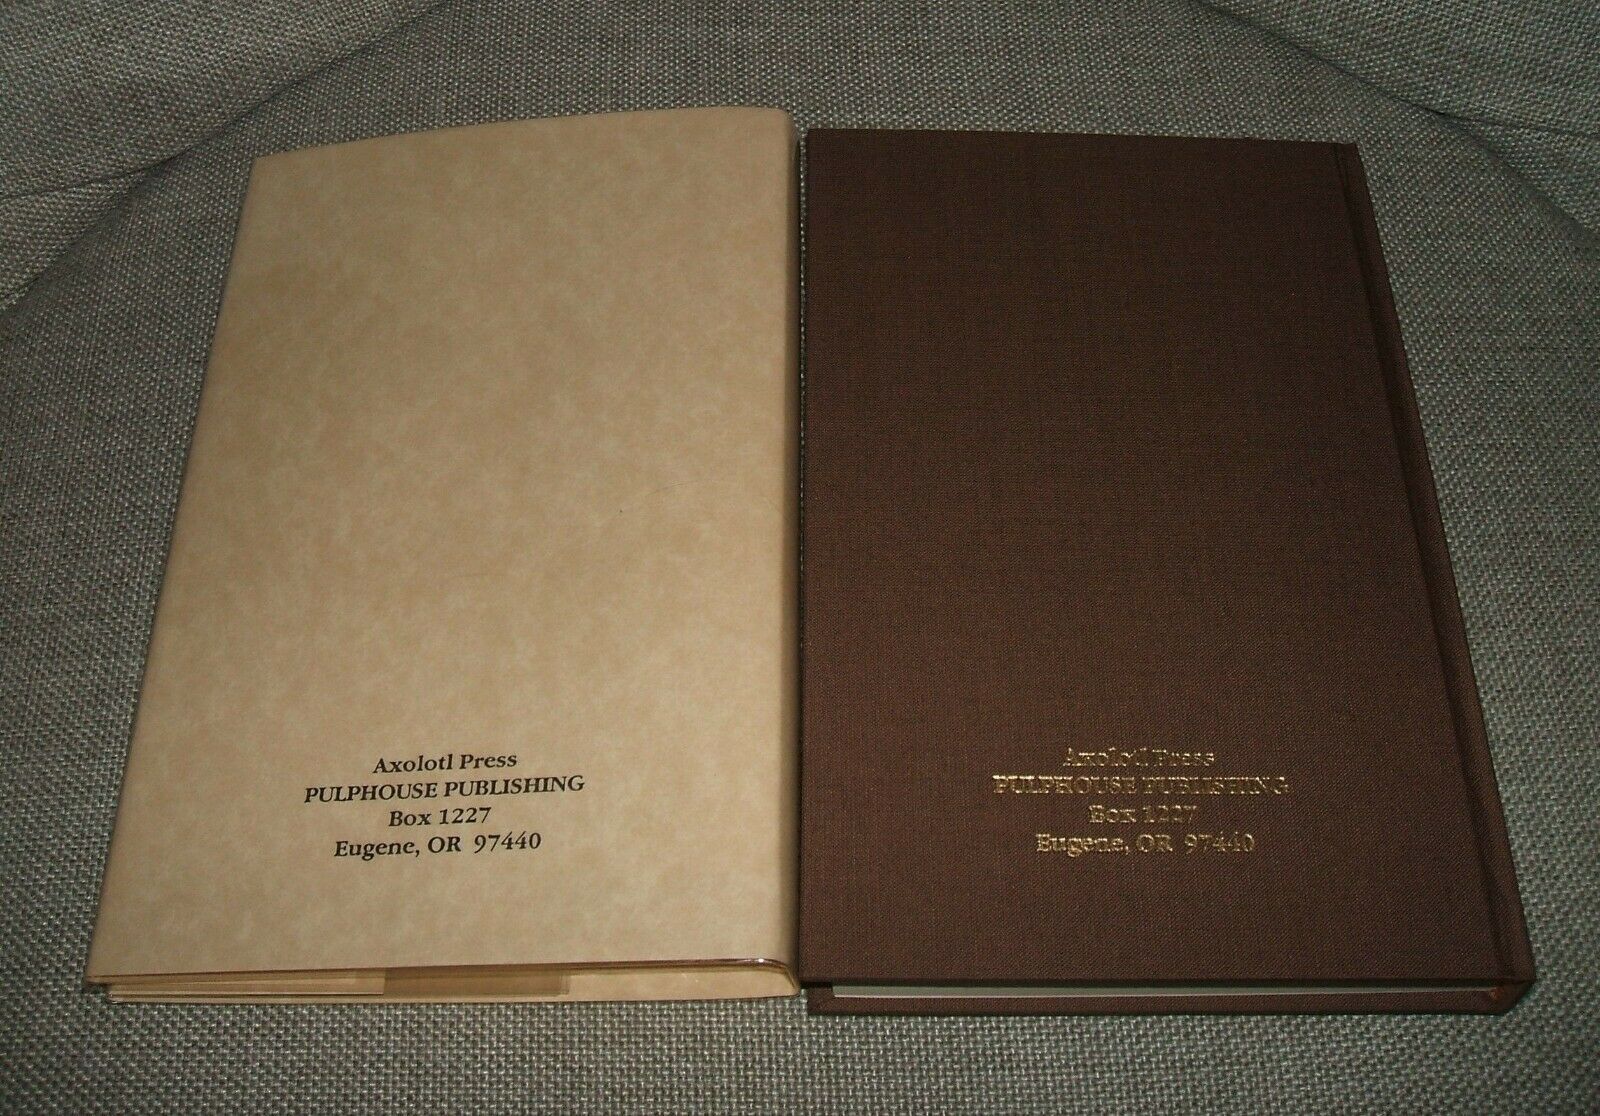 Axolotl Press
PULPHOUSE PUBLISHING
Box 1227
Eugene, OR 97440
Axolotl Press
PULPHOUSE PUBLISHING
Box 1227
Eugene, OR 97440